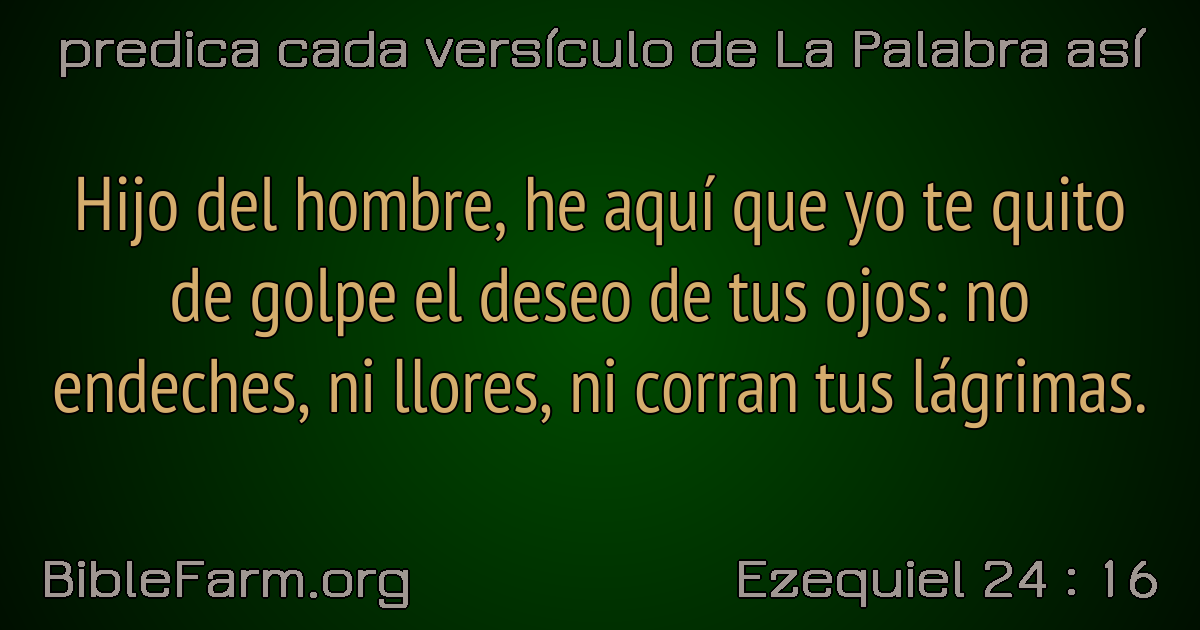 predica cada versículo de La Palabra así
Hijo del hombre, he aquí que yo te quito
de golpe el deseo de tus ojos: no
endeches, ni llores, ni corran tus lágrimas.
BibleFarm.org
Ezequiel 24 : 16